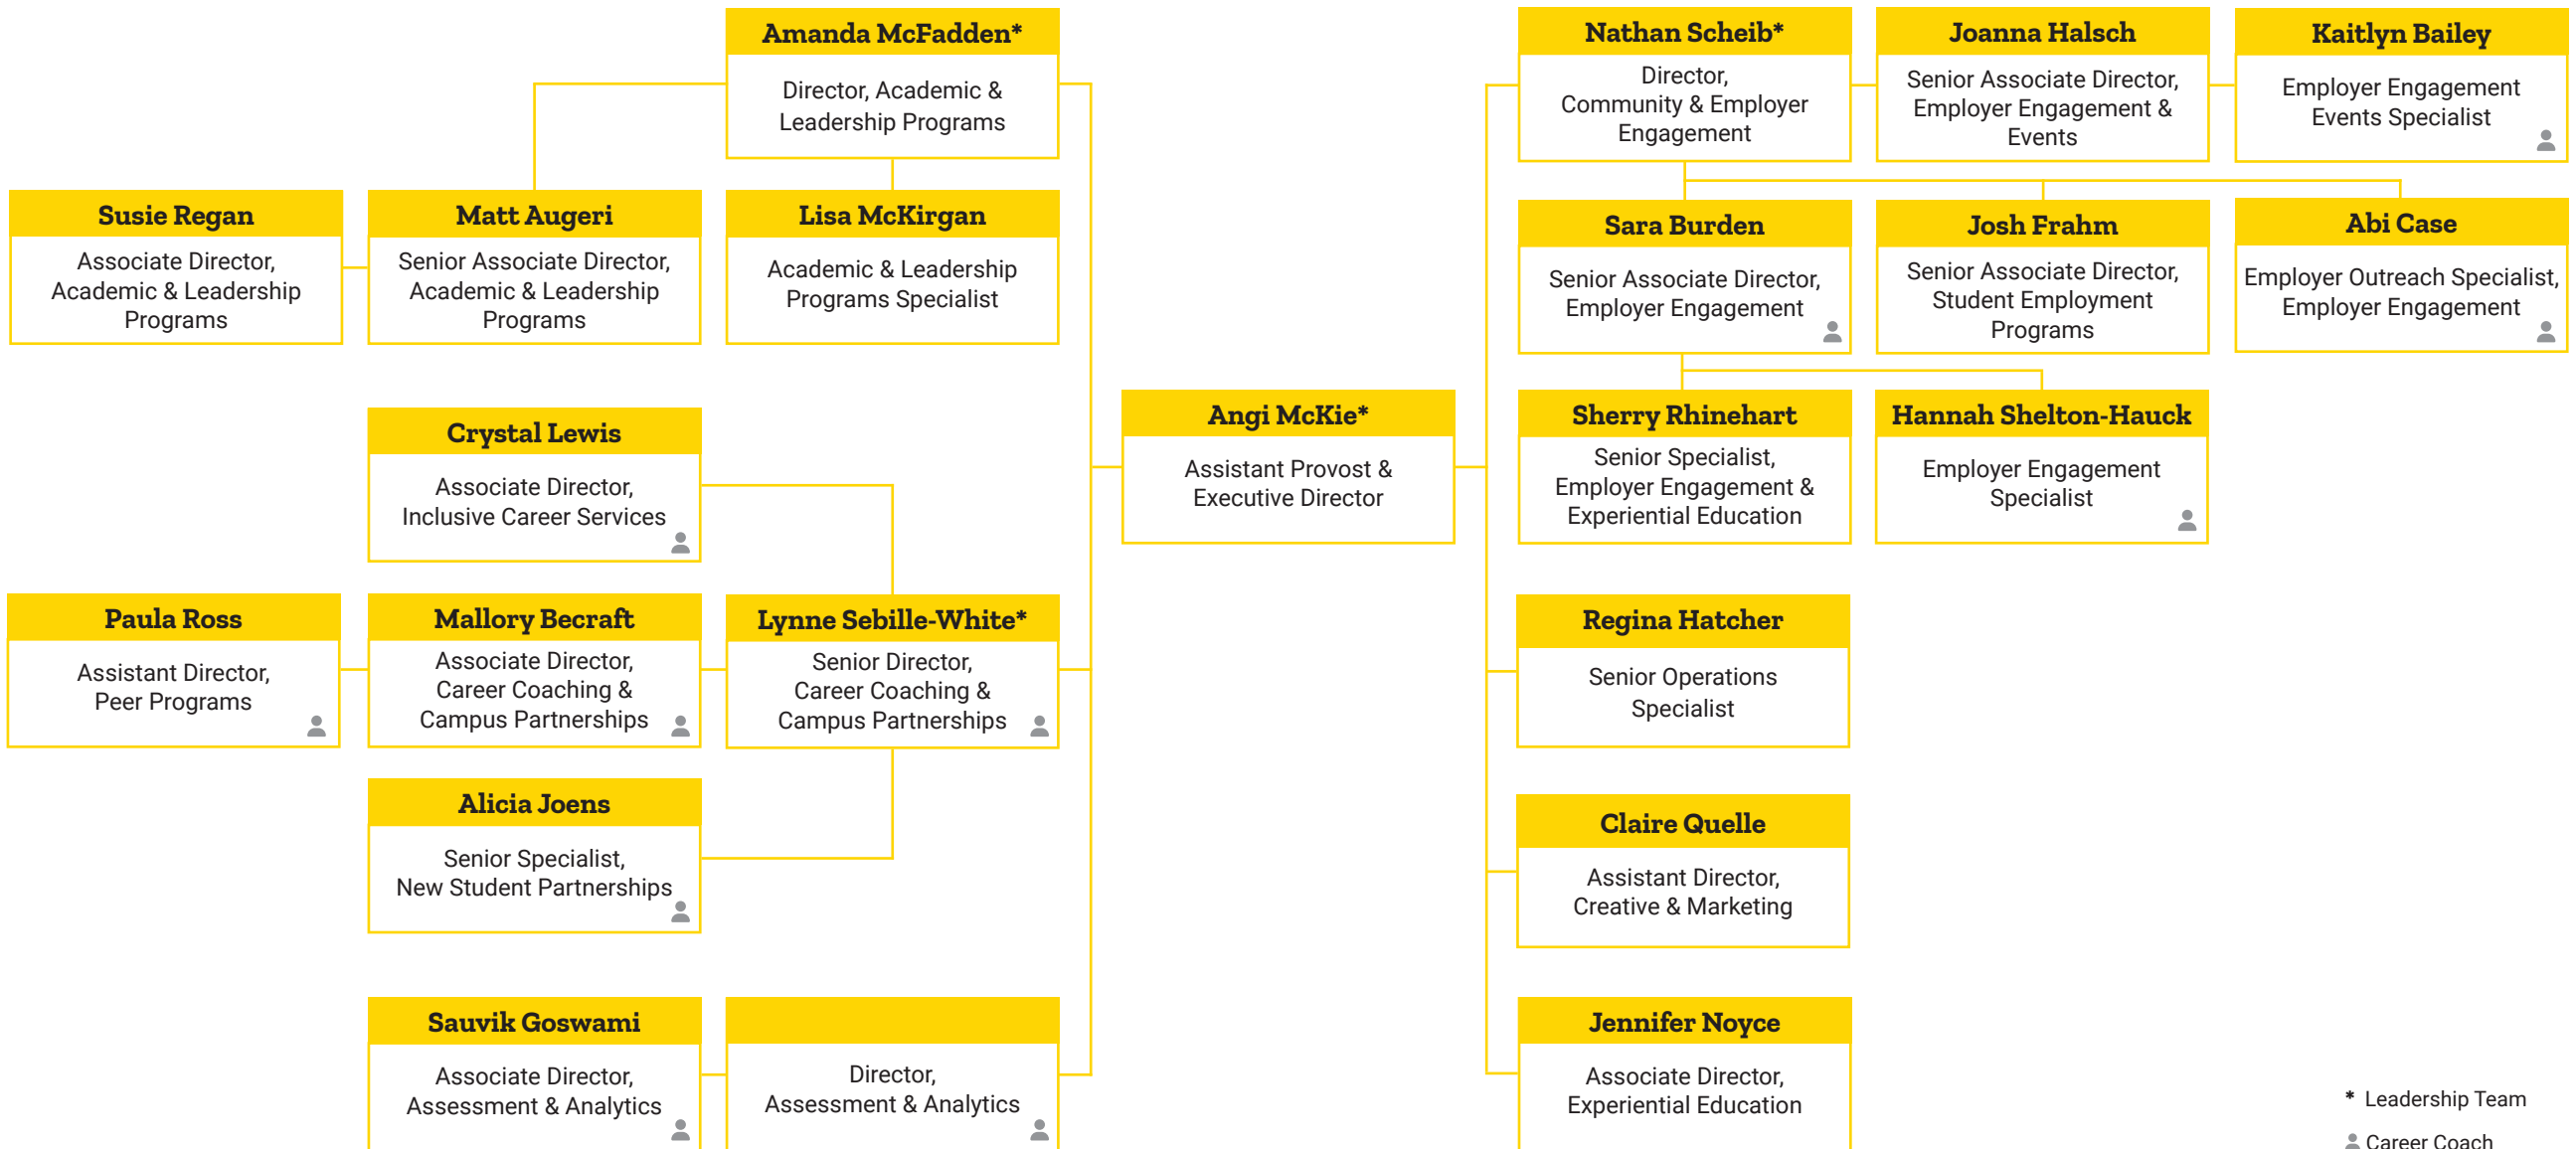 Amanda McFadden*
Director, Academic &
Leadership Programs
Susie Regan
Associate Director,
Academic & Leadership
Programs
Matt Augeri
Senior Associate Director,
Academic & Leadership
Programs
Lisa McKirgan
Academic & Leadership
Programs Specialist
Crystal Lewis
Associate Director,
Inclusive Career Services
Paula Ross
Assistant Director,
Peer Programs
Mallory Becraft
Associate Director,
Career Coaching &
Campus Partnerships
Lynne Sebille-White*
Senior Director,
Career Coaching &
Campus Partnerships
Alicia Joens
Senior Specialist,
New Student Partnerships
Sauvik Goswami
Associate Director,
Assessment & Analytics
Director,
Assessment & Analytics
Angi McKie*
Assistant Provost &
Executive Director
Nathan Scheib*
Director,
Community & Employer
Engagement
Joanna Halsch
Senior Associate Director,
Employer Engagement &
Events
Kaitlyn Bailey
Employer Engagement
Events Specialist
Sara Burden
Senior Associate Director,
Employer Engagement
Josh Frahm
Senior Associate Director,
Student Employment
Programs
Abi Case
Employer Outreach Specialist,
Employer Engagement
Sherry Rhinehart
Senior Specialist,
Employer Engagement &
Experiential Education
Hannah Shelton-Hauck
Employer Engagement
Specialist
Regina Hatcher
Senior Operations
Specialist
Claire Quelle
Assistant Director,
Creative & Marketing
Jennifer Noyce
Associate Director,
Experiential Education
* Leadership Team
Career Coach